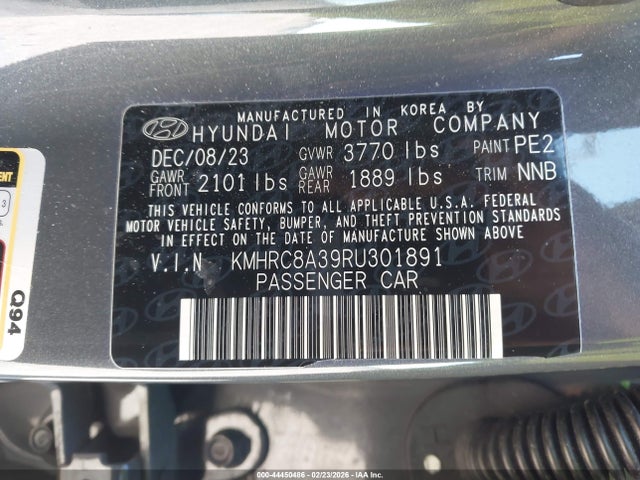 MANUFACTURED IN KOREA BY
HYUNDAI MOTOR COMPANY
DEC/08/23 GVWR 3770 lbs PAINT PE2
GAWR FRONT 2101 lbs GAWR REAR 1889 lbs TRIM NNB
THIS VEHICLE CONFORMS TO ALL APPLICABLE U.S.A. FEDERAL
MOTOR VEHICLE SAFETY, BUMPER, AND THEFT PREVENTION STANDARDS
IN EFFECT ON THE DATE OF MANUFACTURE SHOWN ABOVE
V.I.N. KMHRC8A39RU301891
PASSENGER CAR
Q94
000-44450486 - 02/23/2026 - IAAI.COM